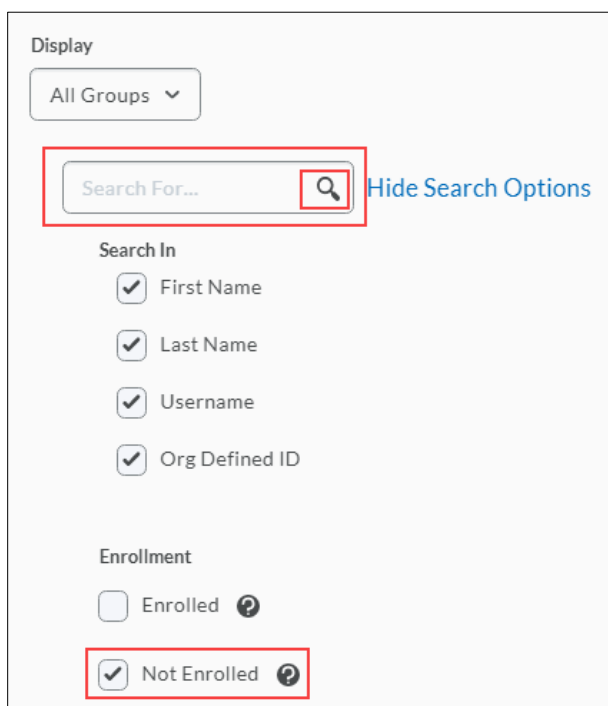 Display
All Groups
Search For...
Hide Search Options
Search In
First Name
Last Name
Username
Org Defined ID
Enrollment
Enrolled ?
Not Enrolled ?